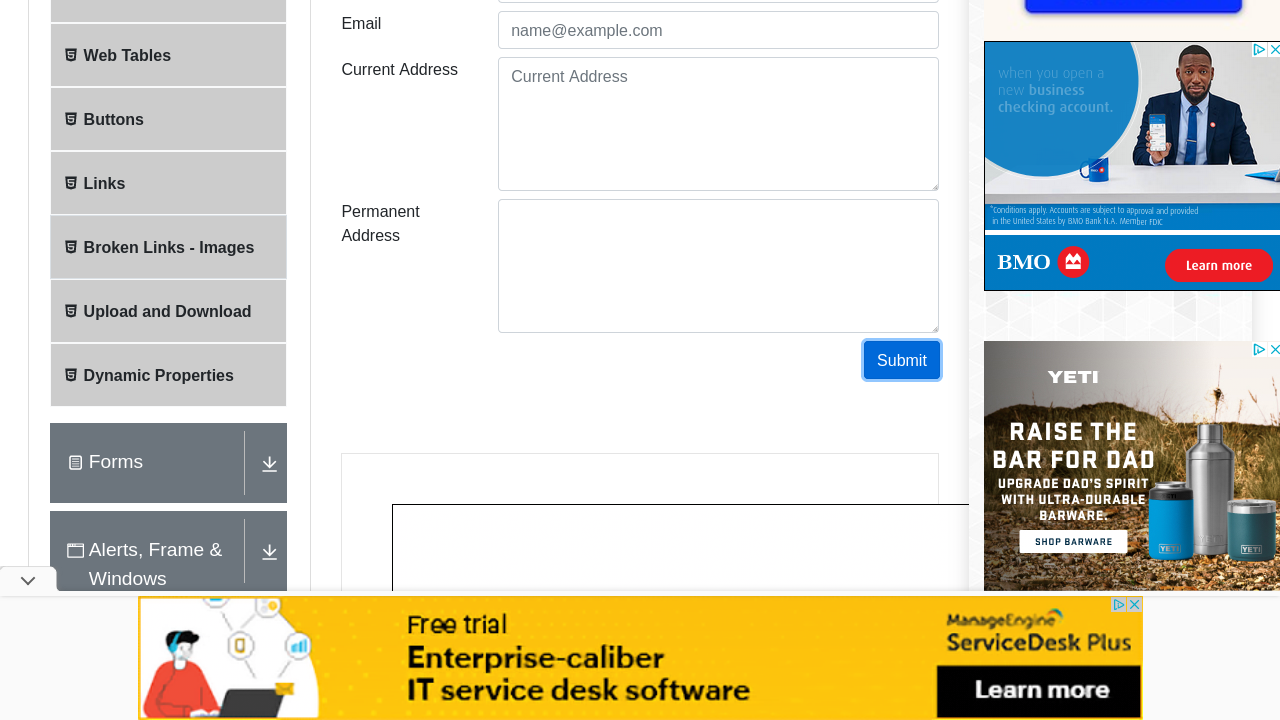 Web Tables
Buttons
Links
Broken Links - Images
Upload and Download
Dynamic Properties
Forms
Alerts, Frame &
Windows
Email
name@example.com
Current Address
Current Address
Permanent
Address
Submit
when you open a
new business
checking account.
*Conditions apply. Accounts are subject to approval and provided
in the United States by BMO Bank N.A. Member FDIC
BMO
Learn more
YETI
RAISE THE
BAR FOR DAD
UPGRADE DAD'S SPIRIT
WITH ULTRA-DURABLE
BARWARE.
SHOP BARWARE
Free trial
Enterprise-caliber
IT service desk software
ManageEngine
ServiceDesk Plus
Learn more